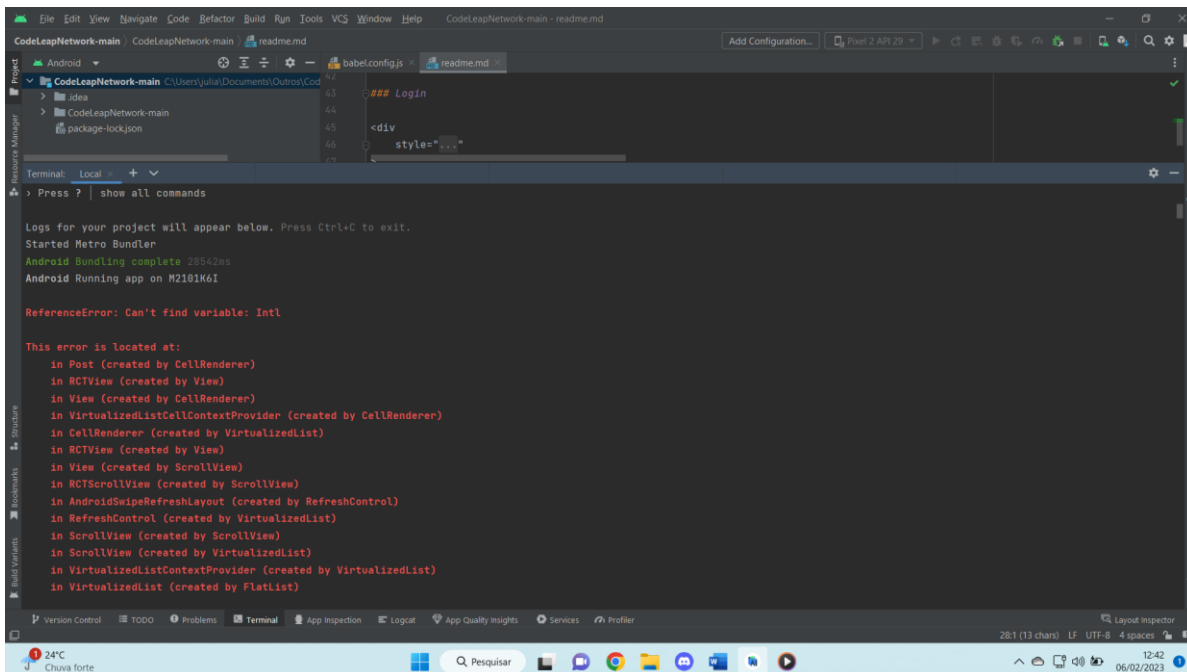 File Edit View Navigate Code Refactor Build Run Tools VCS Window Help CodeLeapNetwork-main - readme.md
CodeLeapNetwork-main CodeLeapNetwork-main readme.md Add Configuration... Pixel 2 API 29
Project
Android
babel.config.js readme.md
CodeLeapNetwork-main C:\Users\julia\Documents\Outros\Cod
.idea
CodeLeapNetwork-main
package-lock.json
42
43 ### Login
44
45 <div
46 style="..."
47
Resource Manager
Terminal: Local
> Press ? | show all commands
Logs for your project will appear below. Press Ctrl+C to exit.
Started Metro Bundler
Android Bundling complete 28542ms
Android Running app on M2101K6I
ReferenceError: Can't find variable: Intl
This error is located at:
in Post (created by CellRenderer)
in RCTView (created by View)
in View (created by CellRenderer)
in VirtualizedListCellContextProvider (created by CellRenderer)
in CellRenderer (created by VirtualizedList)
in RCTView (created by View)
in View (created by ScrollView)
in RCTScrollView (created by ScrollView)
in AndroidSwipeRefreshLayout (created by RefreshControl)
in RefreshControl (created by VirtualizedList)
in ScrollView (created by ScrollView)
in ScrollView (created by VirtualizedList)
in VirtualizedListContextProvider (created by VirtualizedList)
in VirtualizedList (created by FlatList)
Structure
Bookmarks
Build Variants
Version Control TODO Problems Terminal App Inspection Logcat App Quality Insights Services Profiler Layout Inspector
28:1 (13 chars) LF UTF-8 4 spaces
1 24°C
Chuva forte
Pesquisar
12:42
06/02/2023